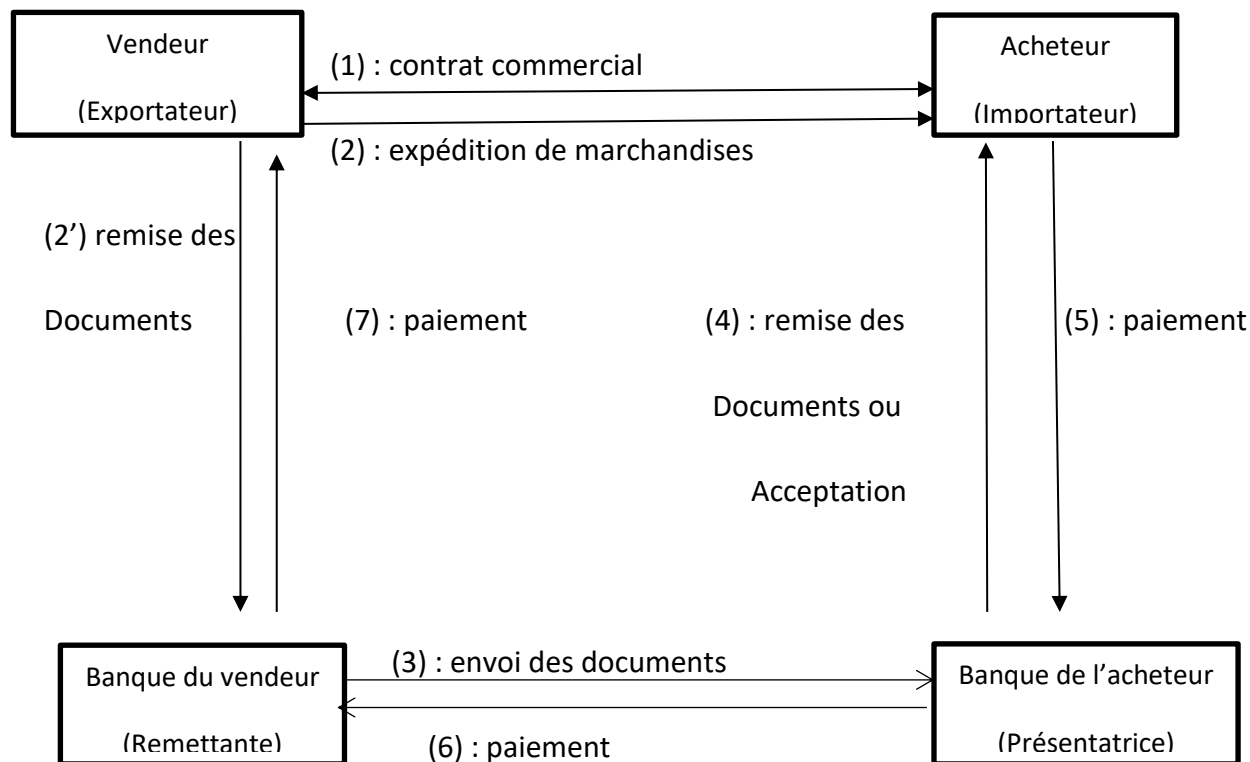 Vendeur
(Exportateur)
(1) : contrat commercial
(2) : expédition de marchandises
Acheteur
(Importateur)
(2’) remise des
Documents
(7) : paiement
(4) : remise des
Documents ou
Acceptation
(5) : paiement
Banque du vendeur
(Remettante)
(3) : envoi des documents
(6) : paiement
Banque de l’acheteur
(Présentatrice)